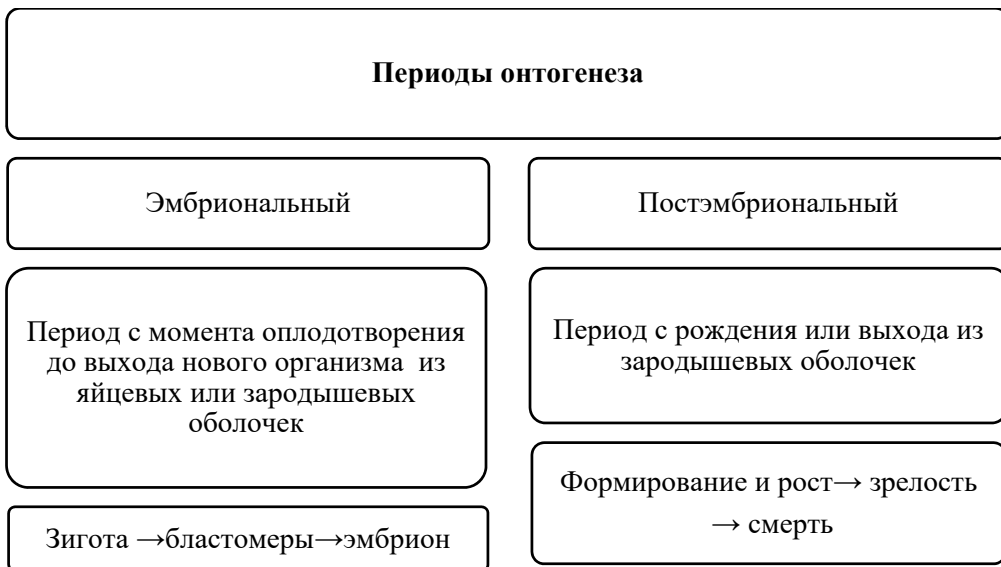 Периоды онтогенеза
Эмбриональный
Постэмбриональный
Период с момента оплодотворения
до выхода нового организма из
яйцевых или зародышевых
оболочек
Период с рождения или выхода из
зародышевых оболочек
Зигота →бластомеры→эмбрион
Формирование и рост→ зрелость
→ смерть